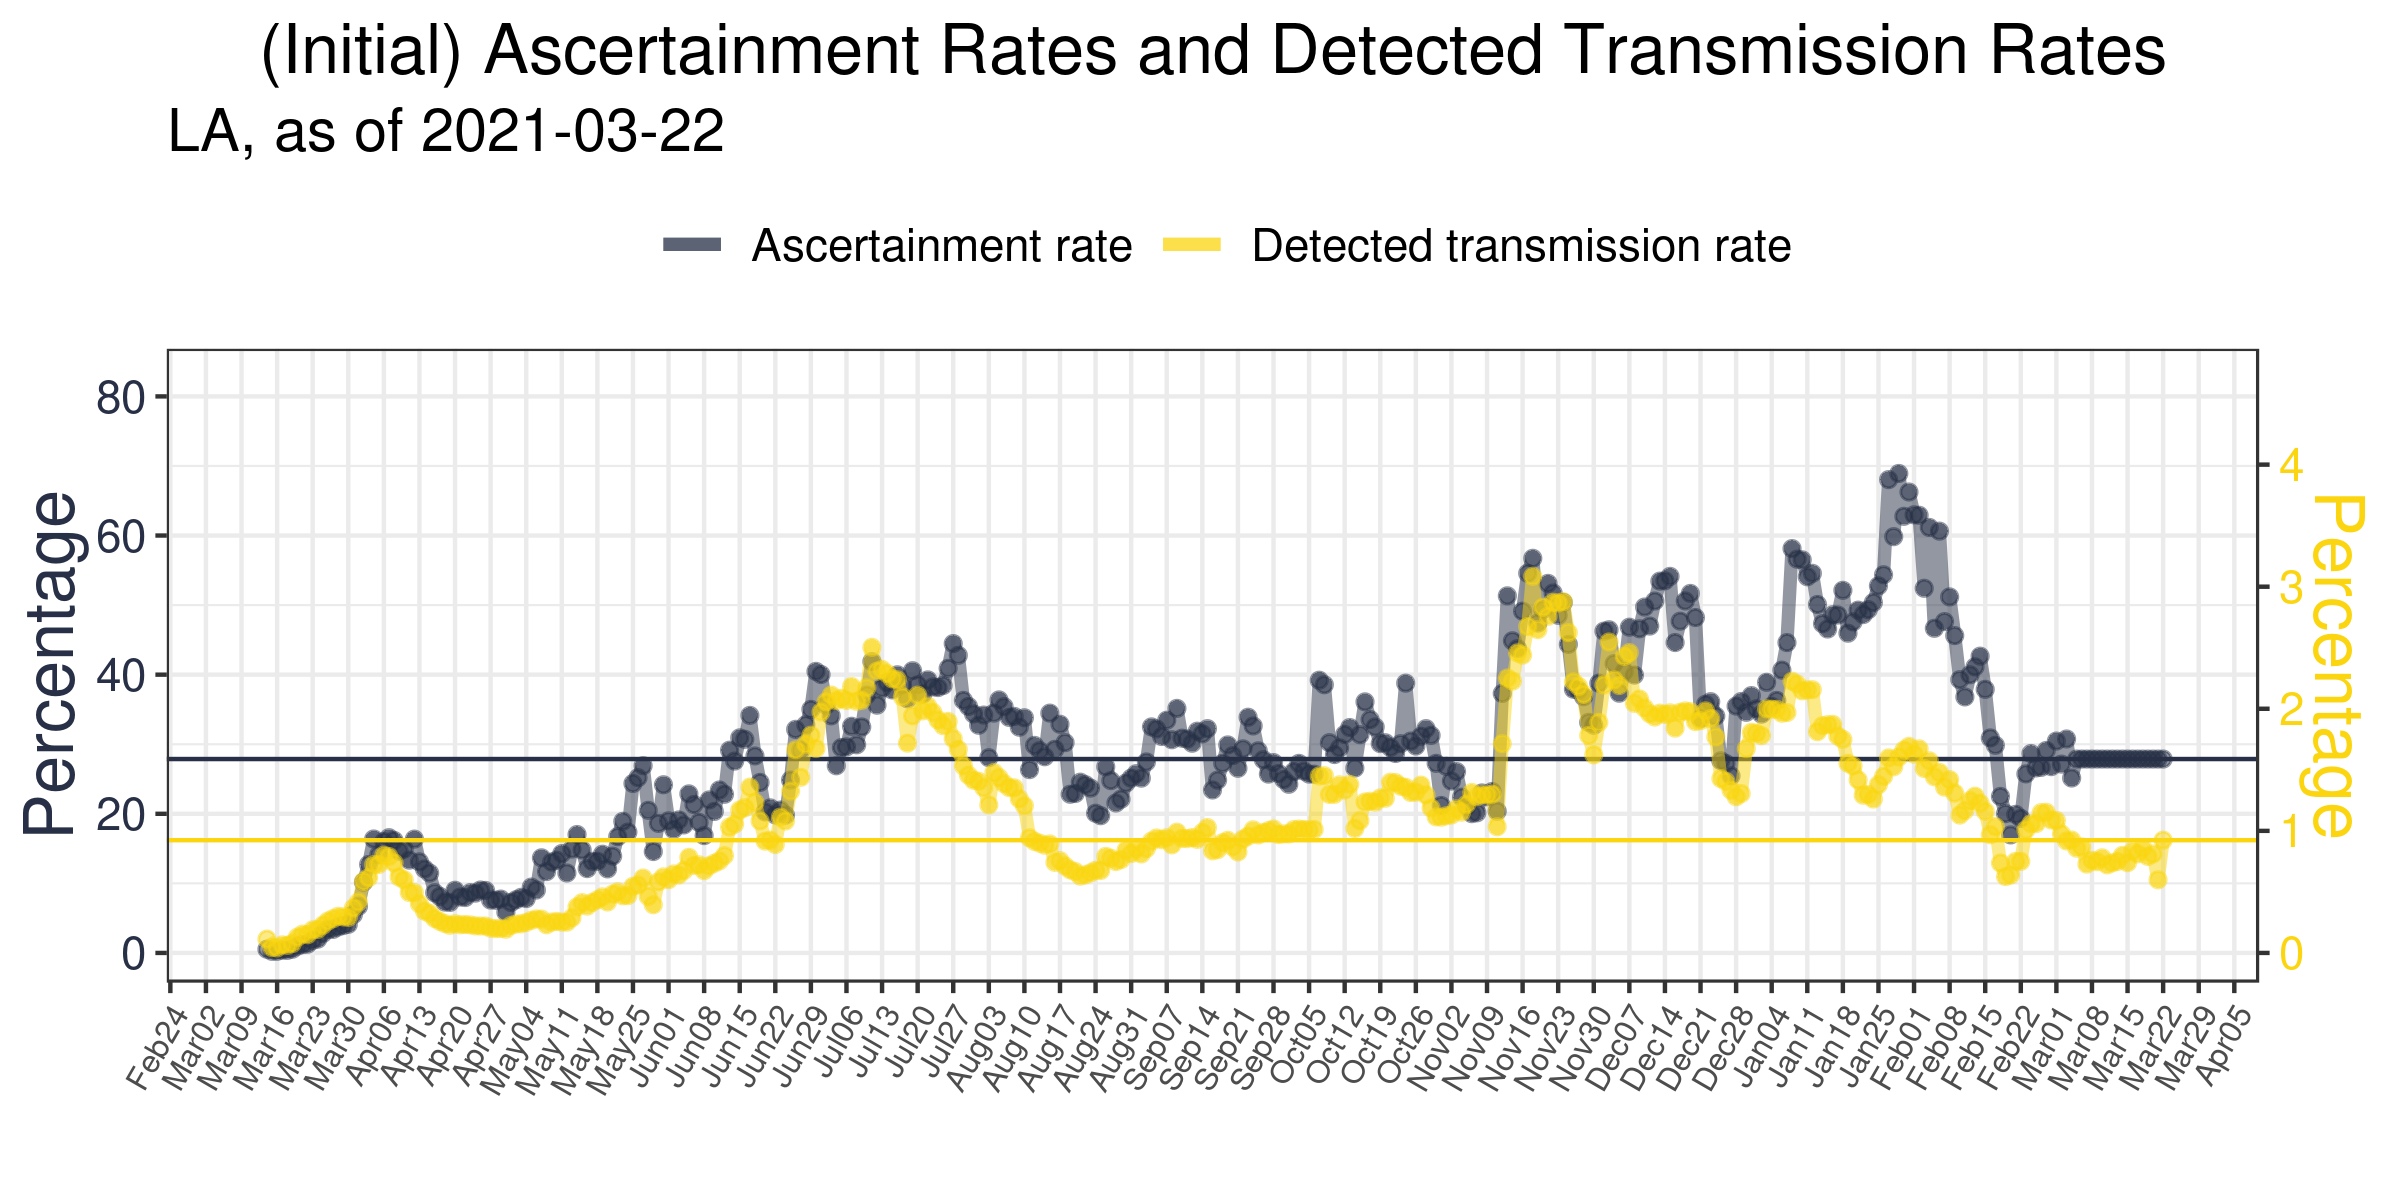 (Initial) Ascertainment Rates and Detected Transmission Rates
LA, as of 2021-03-22
Ascertainment rate
Detected transmission rate
Percentage
80
60
40
20
0
Percentage
4
3
2
1
0
Feb24
Mar02
Mar09
Mar16
Mar23
Mar30
Apr06
Apr13
Apr20
Apr27
May04
May11
May18
May25
Jun01
Jun08
Jun15
Jun22
Jun29
Jul06
Jul13
Jul20
Jul27
Aug03
Aug10
Aug17
Aug24
Aug31
Sep07
Sep14
Sep21
Sep28
Oct05
Oct12
Oct19
Oct26
Nov02
Nov09
Nov16
Nov23
Nov30
Dec07
Dec14
Dec21
Dec28
Jan04
Jan11
Jan18
Jan25
Feb01
Feb08
Feb15
Feb22
Mar01
Mar08
Mar15
Mar22
Mar29
Apr05